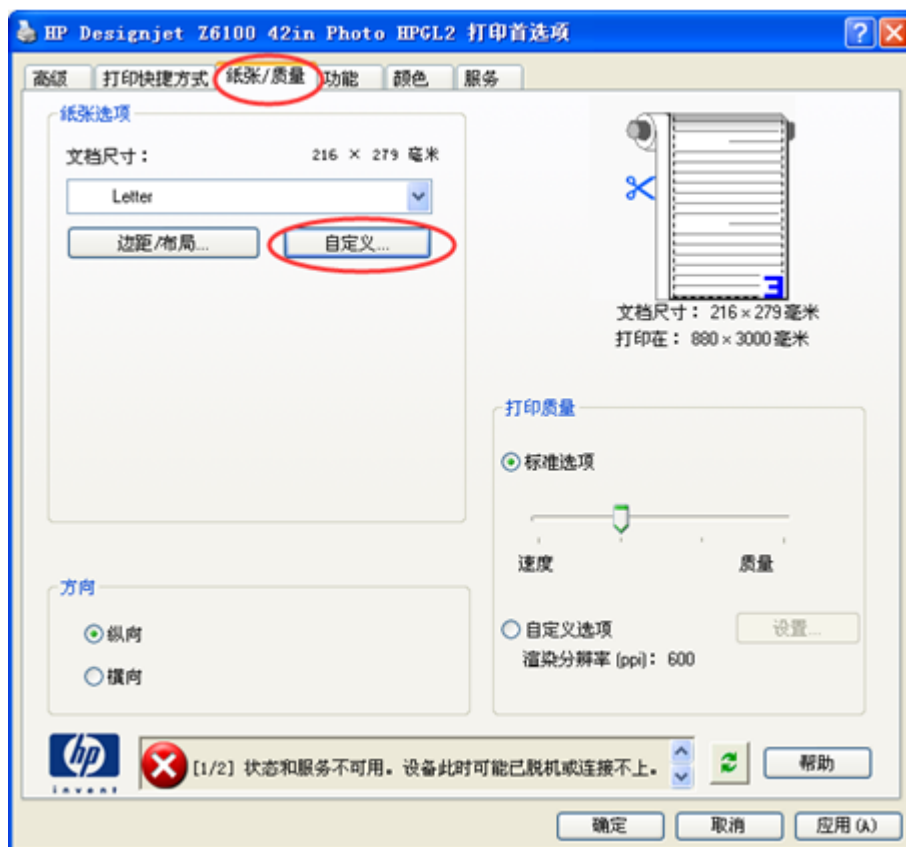 HP Designjet Z6100 42in Photo HPGL2 打印首选项
高级 打印快捷方式 纸张/质量 功能 颜色 服务
纸张选项
文档尺寸： 216 × 279 毫米
Letter
边距/布局... 自定义...
文档尺寸： 216×279毫米
打印在： 880×3000毫米
打印质量
标准选项
速度 质量
自定义选项 设置...
渲染分辨率 (ppi)： 600
方向
纵向
横向
hp
invent
[1/2] 状态和服务不可用。设备此时可能已脱机或连接不上。
帮助
确定 取消 应用(A)